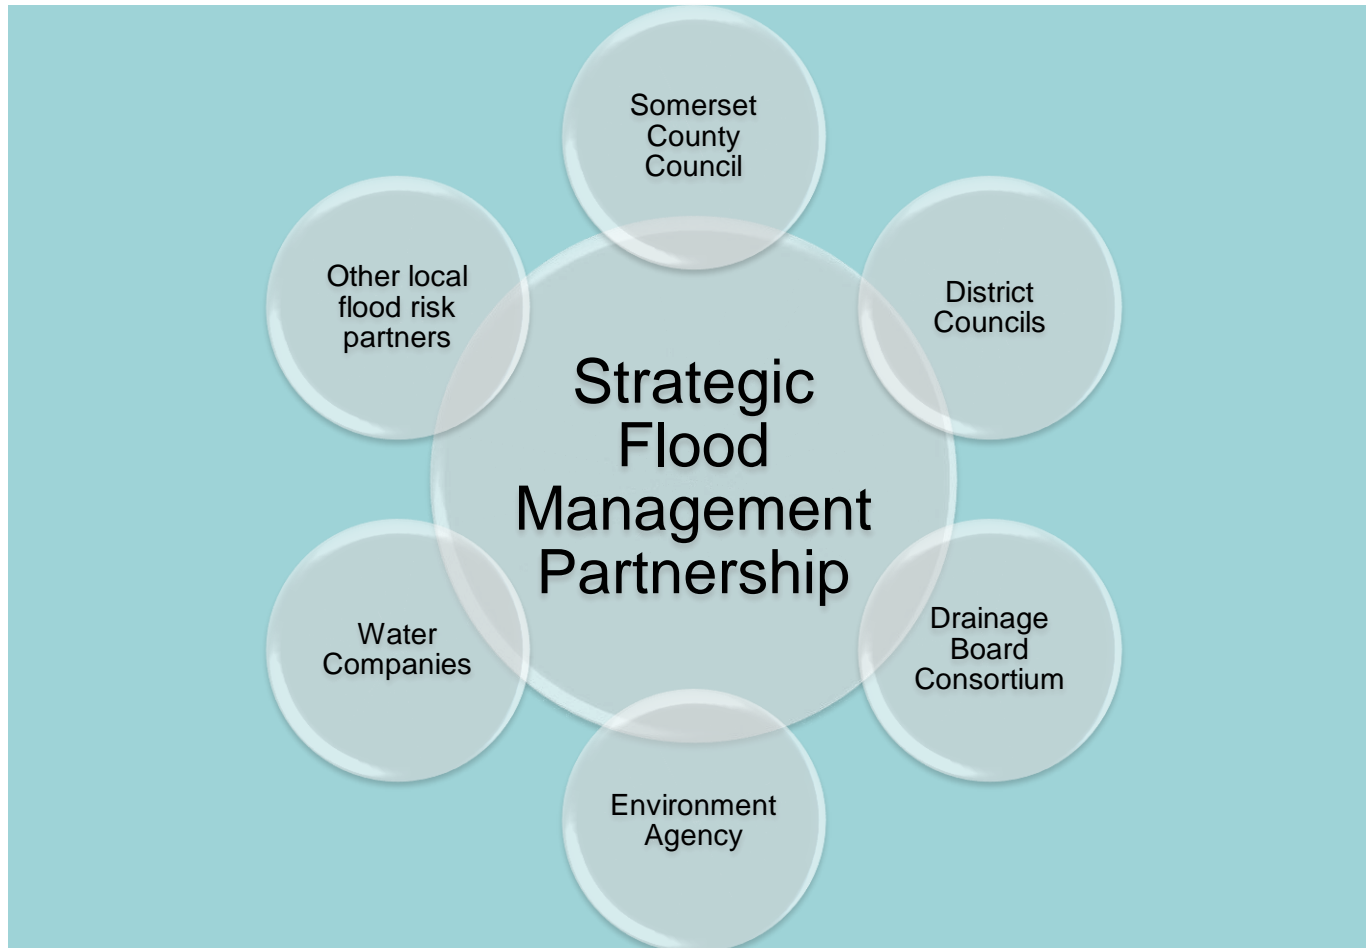 Somerset
County
Council
District
Councils
Drainage
Board
Consortium
Environment
Agency
Water
Companies
Other local
flood risk
partners
Strategic
Flood
Management
Partnership